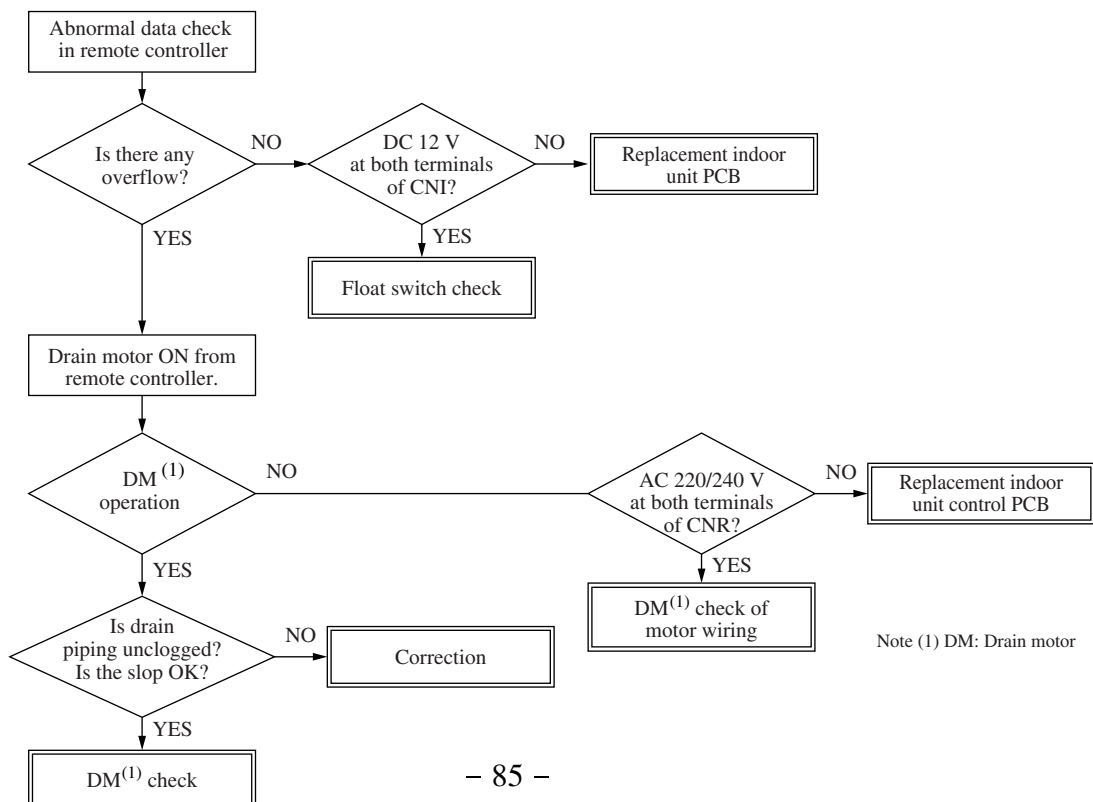 Abnormal data check
in remote controller
Is there any
overflow?
NO
DC 12 V
at both terminals
of CNI?
NO
Replacement indoor
unit PCB
YES
YES
Float switch check
Drain motor ON from
remote controller.
DM (1)
operation
NO
AC 220/240 V
at both terminals
of CNR?
NO
Replacement indoor
unit control PCB
YES
YES
DM(1) check of
motor wiring
Note (1) DM: Drain motor
Is drain
piping unclogged?
Is the slop OK?
NO
Correction
YES
DM(1) check
– 85 –